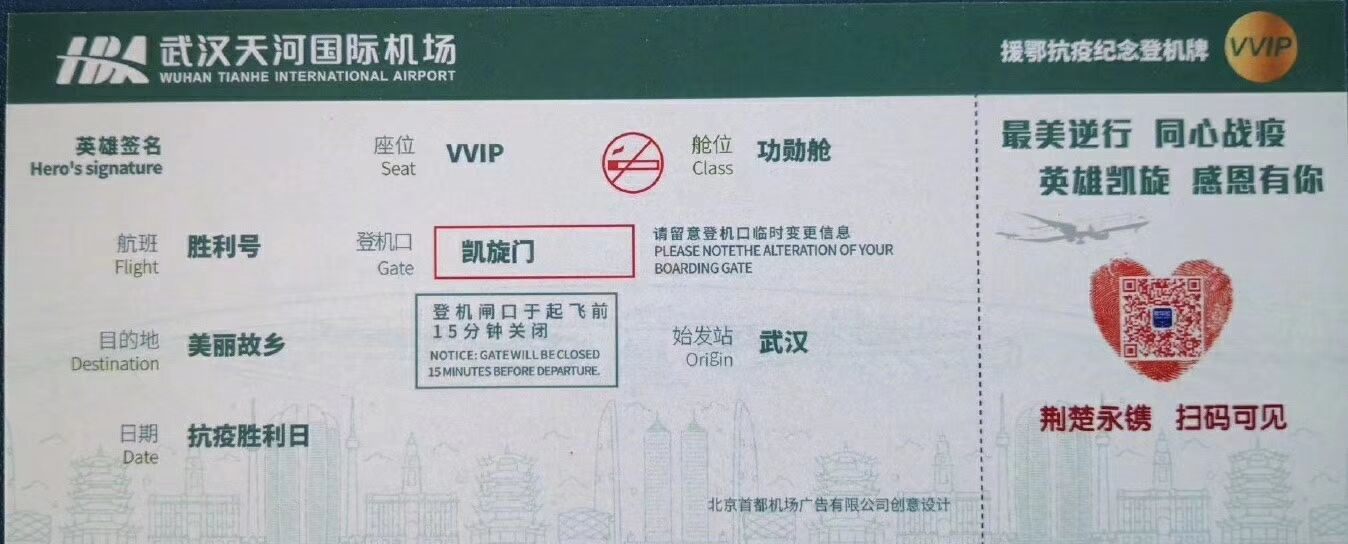 HBA 武汉天河国际机场
WUHAN TIANHE INTERNATIONAL AIRPORT
援鄂抗疫纪念登机牌 VVIP
英雄签名
Hero's signature
座位 VVIP
Seat
舱位 功勋舱
Class
航班 胜利号
Flight
登机口 凯旋门
Gate
请留意登机口临时变更信息
PLEASE NOTETHE ALTERATION OF YOUR
BOARDING GATE
目的地 美丽故乡
Destination
登机闸口于起飞前
15分钟关闭
NOTICE: GATE WILL BE CLOSED
15 MINUTES BEFORE DEPARTURE.
始发站 武汉
Origin
日期 抗疫胜利日
Date
北京首都机场广告有限公司创意设计
最美逆行 同心战疫
英雄凯旋 感恩有你
荆楚永镌 扫码可见